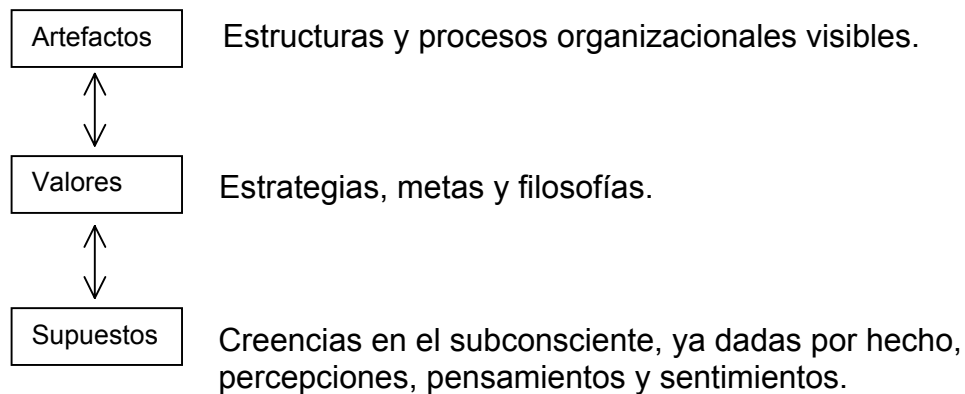 Artefactos Estructuras y procesos organizacionales visibles.
Valores Estrategias, metas y filosofías.
Supuestos Creencias en el subconsciente, ya dadas por hecho,
percepciones, pensamientos y sentimientos.